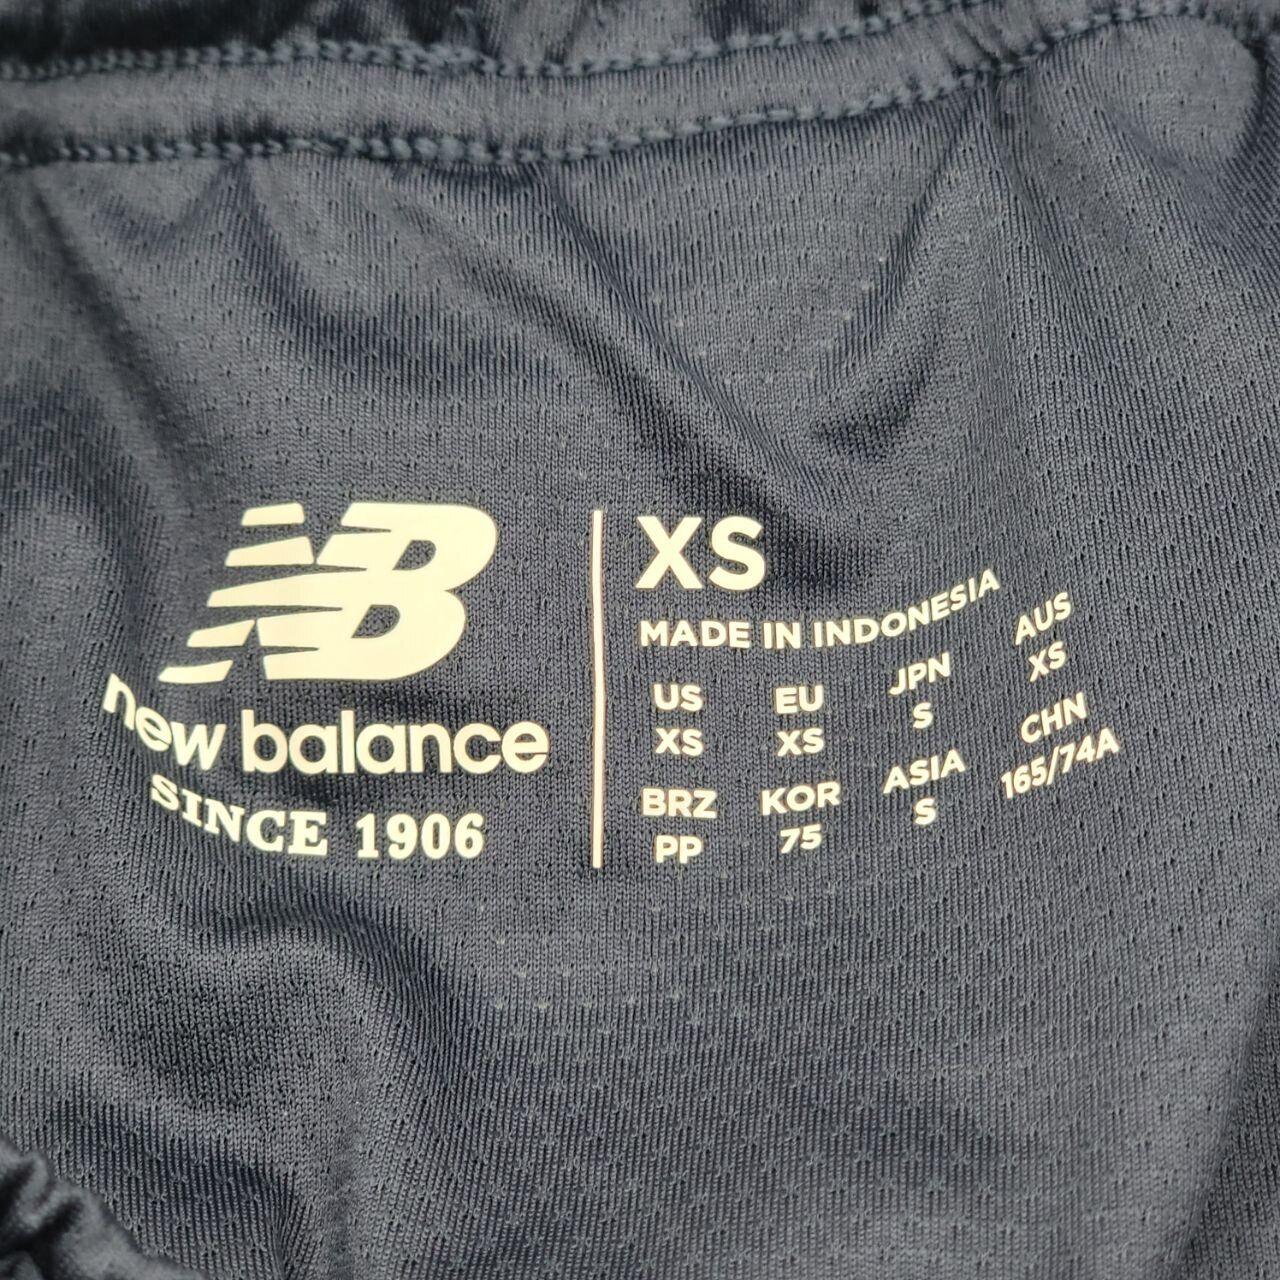 NB
new balance
SINCE 1906
XS
MADE IN INDONESIA
US EU JPN AUS
XS XS S XS
BRZ KOR ASIA CHN
PP 75 S 165/74A